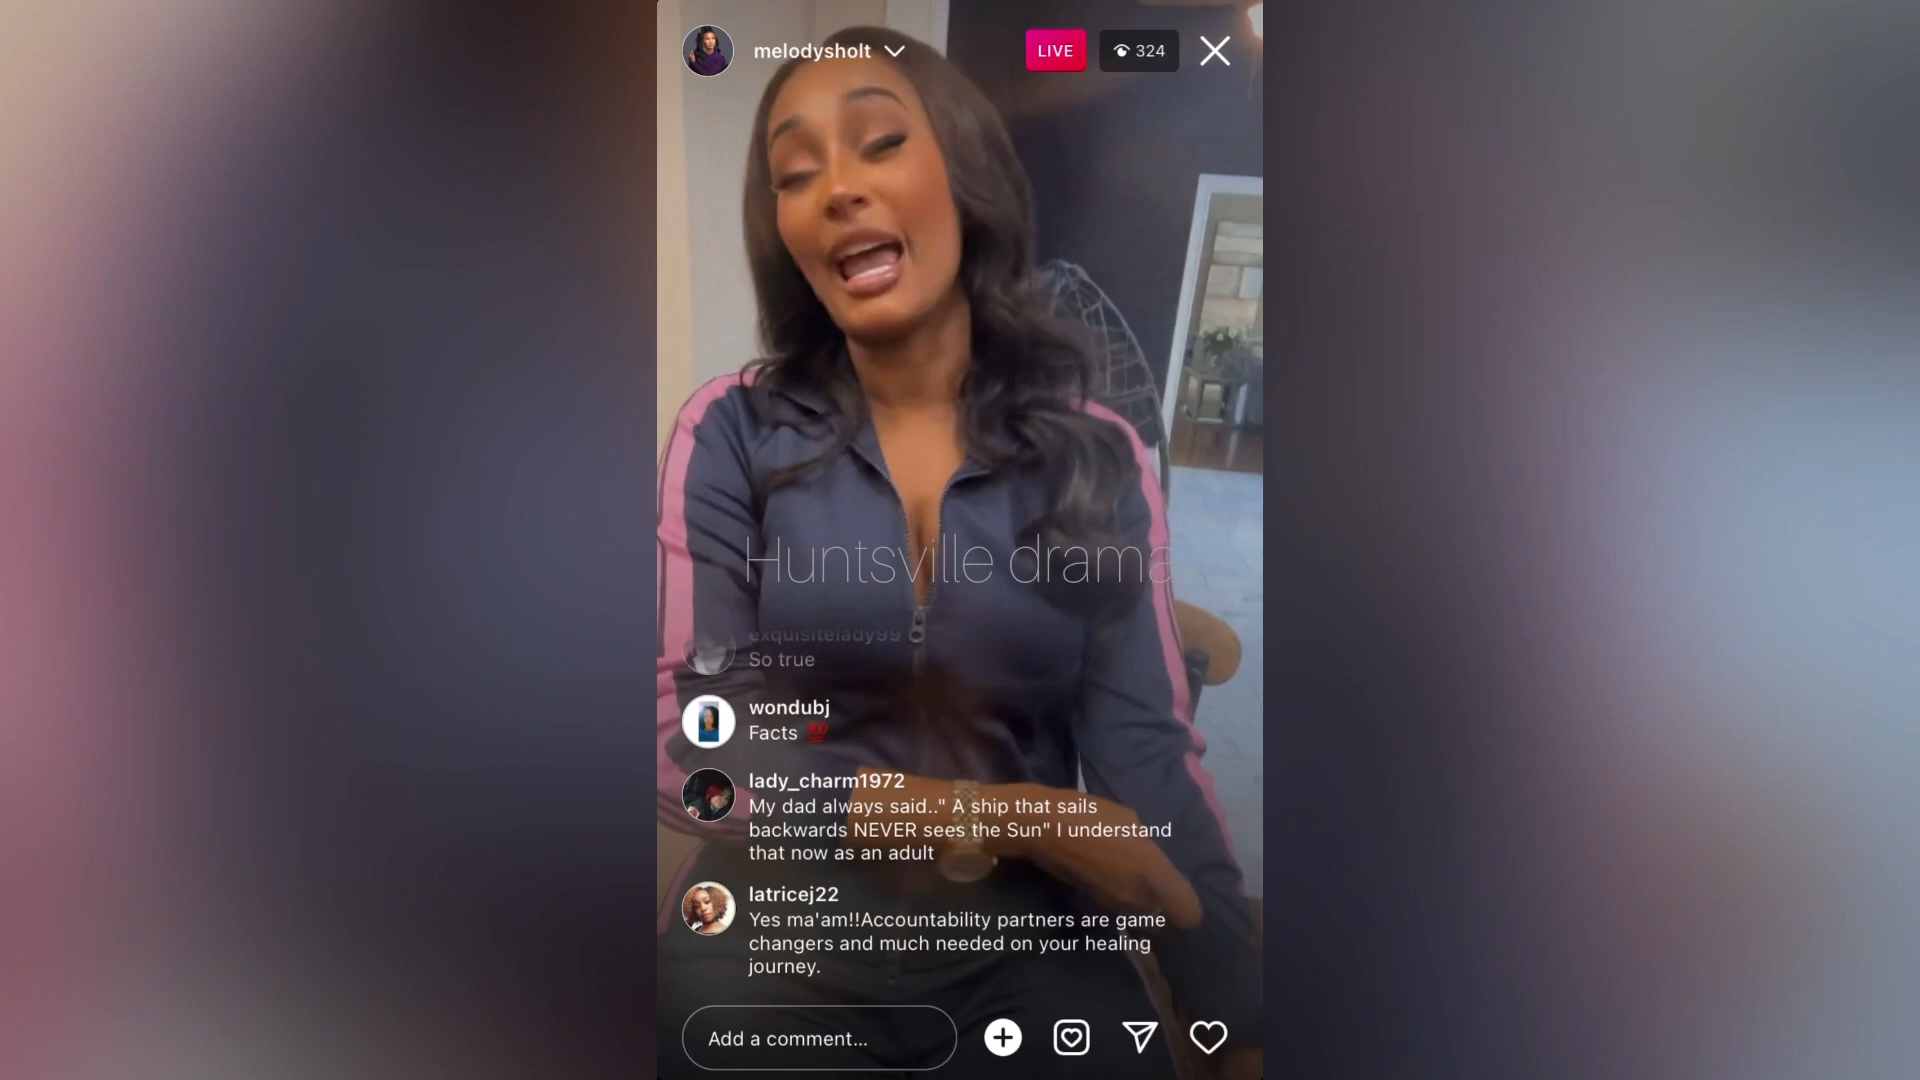 melodysholt
LIVE
324
Huntsville drama
exquisitelady99
So true
wondubj
Facts 💯
lady_charm1972
My dad always said.." A ship that sails
backwards NEVER sees the Sun" I understand
that now as an adult
latricej22
Yes ma'am!!Accountability partners are game
changers and much needed on your healing
journey.
Add a comment...